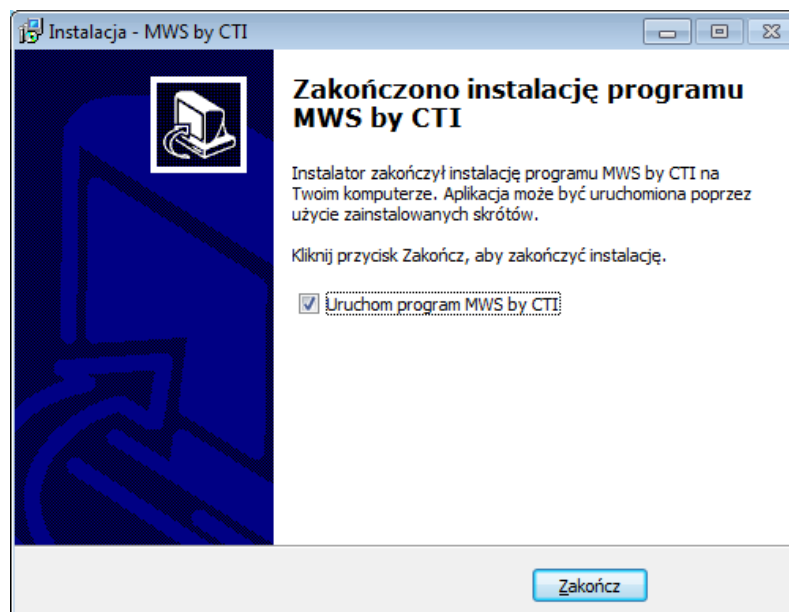 Instalacja - MWS by CTI
Zakończono instalację programu
MWS by CTI
Instalator zakończył instalację programu MWS by CTI na
Twoim komputerze. Aplikacja może być uruchomiona poprzez
użycie zainstalowanych skrótów.
Kliknij przycisk Zakończ, aby zakończyć instalację.
Uruchom program MWS by CTI
Zakończ